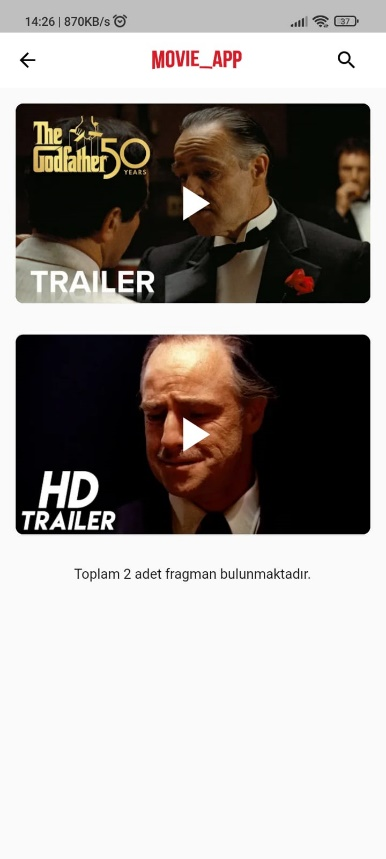 14:26 | 870KB/s
37
MOVIE_APP
The
Godfather 50
YEARS
TRAILER
HD
TRAILER
Toplam 2 adet fragman bulunmaktadır.